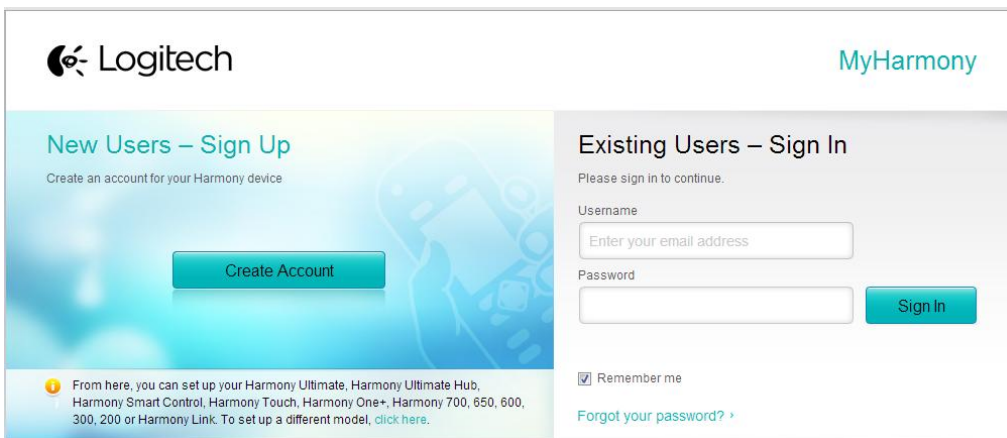 Logitech
MyHarmony
New Users – Sign Up
Create an account for your Harmony device
Create Account
From here, you can set up your Harmony Ultimate, Harmony Ultimate Hub,
Harmony Smart Control, Harmony Touch, Harmony One+, Harmony 700, 650, 600,
300, 200 or Harmony Link. To set up a different model, click here.
Existing Users – Sign In
Please sign in to continue.
Username
Enter your email address
Password
Sign In
Remember me
Forgot your password? ›